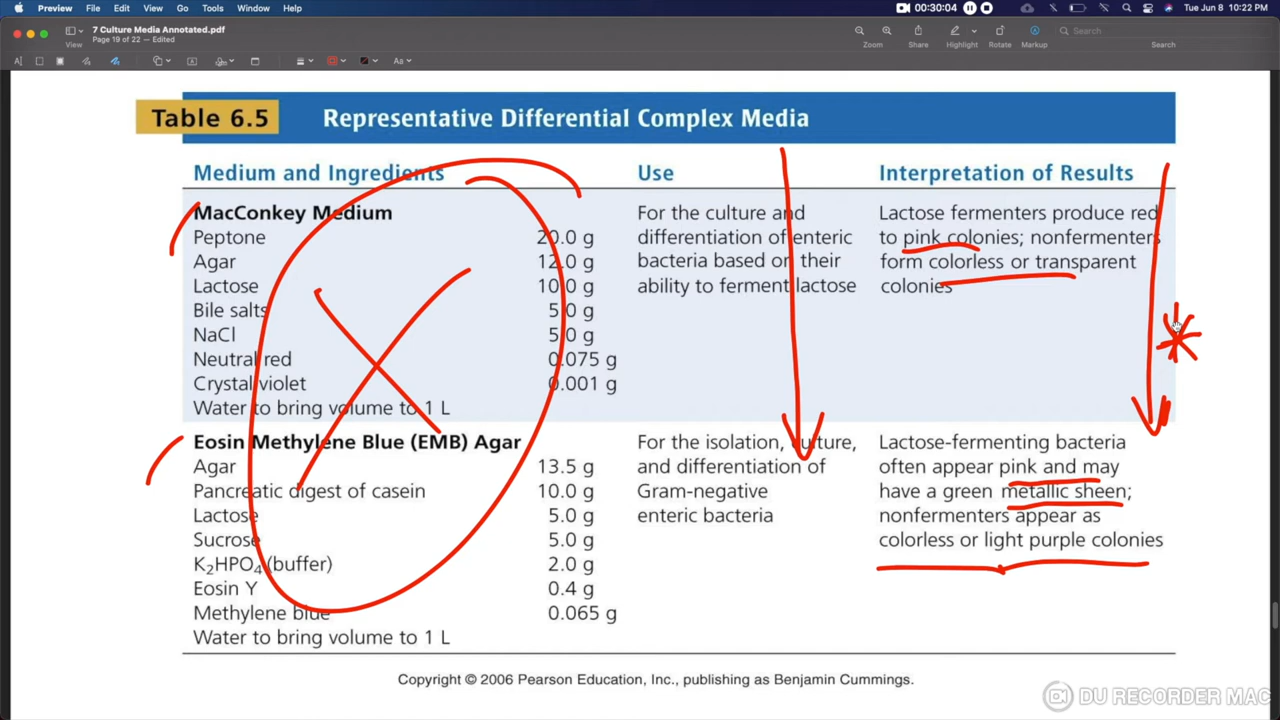 Preview File Edit View Go Tools Window Help 00:30:04 Tue Jun 8 10:22 PM
7 Culture Media Annotated.pdf
Page 19 of 22 — Edited
View Zoom Share Highlight Rotate Markup Search
Search
A Aa
Table 6.5 Representative Differential Complex Media
Medium and Ingredients Use Interpretation of Results
MacConkey Medium For the culture and Lactose fermenters produce red
Peptone 20.0 g differentiation of enteric to pink colonies; nonfermenters
Agar 12.0 g bacteria based on their form colorless or transparent
Lactose 10.0 g ability to ferment lactose colonies
Bile salts 5.0 g
NaCl 5.0 g
Neutral red 0.075 g
Crystal violet 0.001 g
Water to bring volume to 1 L
Eosin Methylene Blue (EMB) Agar For the isolation, culture, Lactose-fermenting bacteria
Agar 13.5 g and differentiation of often appear pink and may
Pancreatic digest of casein 10.0 g Gram-negative have a green metallic sheen;
Lactose 5.0 g enteric bacteria nonfermenters appear as
Sucrose 5.0 g colorless or light purple colonies
K₂HPO₄ (buffer) 2.0 g
Eosin Y 0.4 g
Methylene blue 0.065 g
Water to bring volume to 1 L
Copyright © 2006 Pearson Education, Inc., publishing as Benjamin Cummings.
DU RECORDER MAC